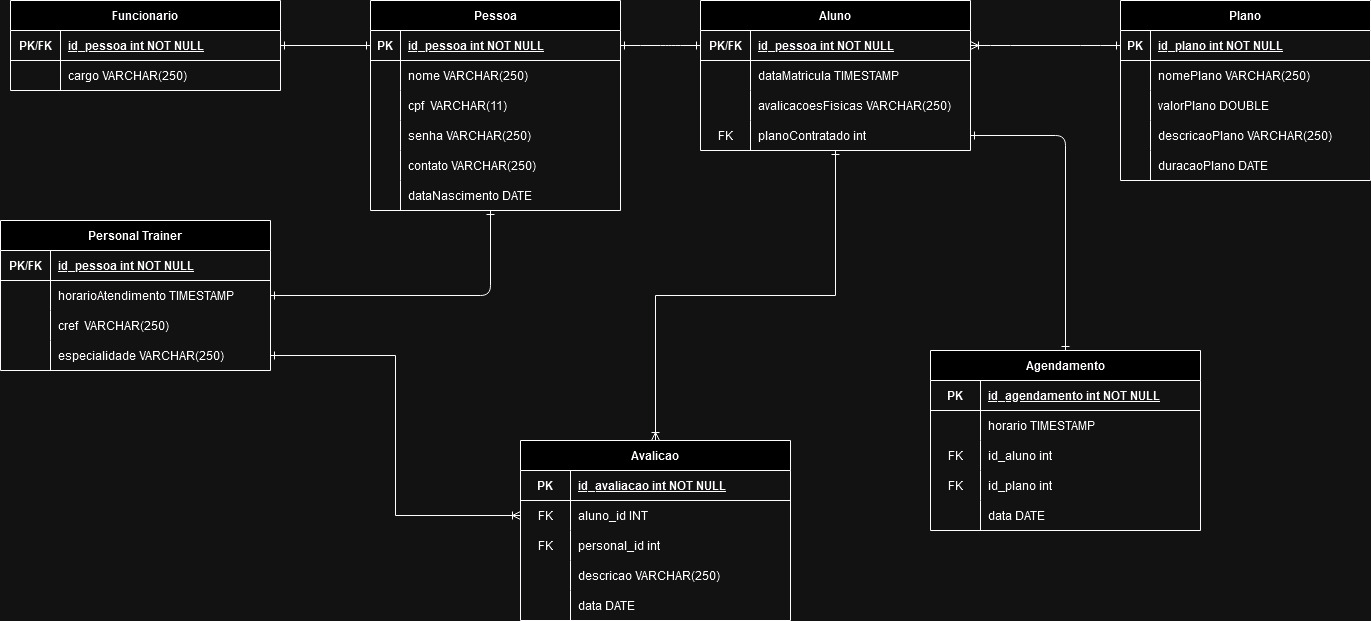 Funcionario
PK/FK id_pessoa int NOT NULL
cargo VARCHAR(250)
Pessoa
PK id_pessoa int NOT NULL
nome VARCHAR(250)
cpf VARCHAR(11)
senha VARCHAR(250)
contato VARCHAR(250)
dataNascimento DATE
Aluno
PK/FK id_pessoa int NOT NULL
dataMatricula TIMESTAMP
avalicacoesFisicas VARCHAR(250)
FK planoContratado int
Plano
PK id_plano int NOT NULL
nomePlano VARCHAR(250)
valorPlano DOUBLE
descricaoPlano VARCHAR(250)
duracaoPlano DATE
Personal Trainer
PK/FK id_pessoa int NOT NULL
horarioAtendimento TIMESTAMP
cref VARCHAR(250)
especialidade VARCHAR(250)
Agendamento
PK id_agendamento int NOT NULL
horario TIMESTAMP
FK id_aluno int
FK id_plano int
data DATE
Avalicao
PK id_avaliacao int NOT NULL
FK aluno_id INT
FK personal_id int
descricao VARCHAR(250)
data DATE